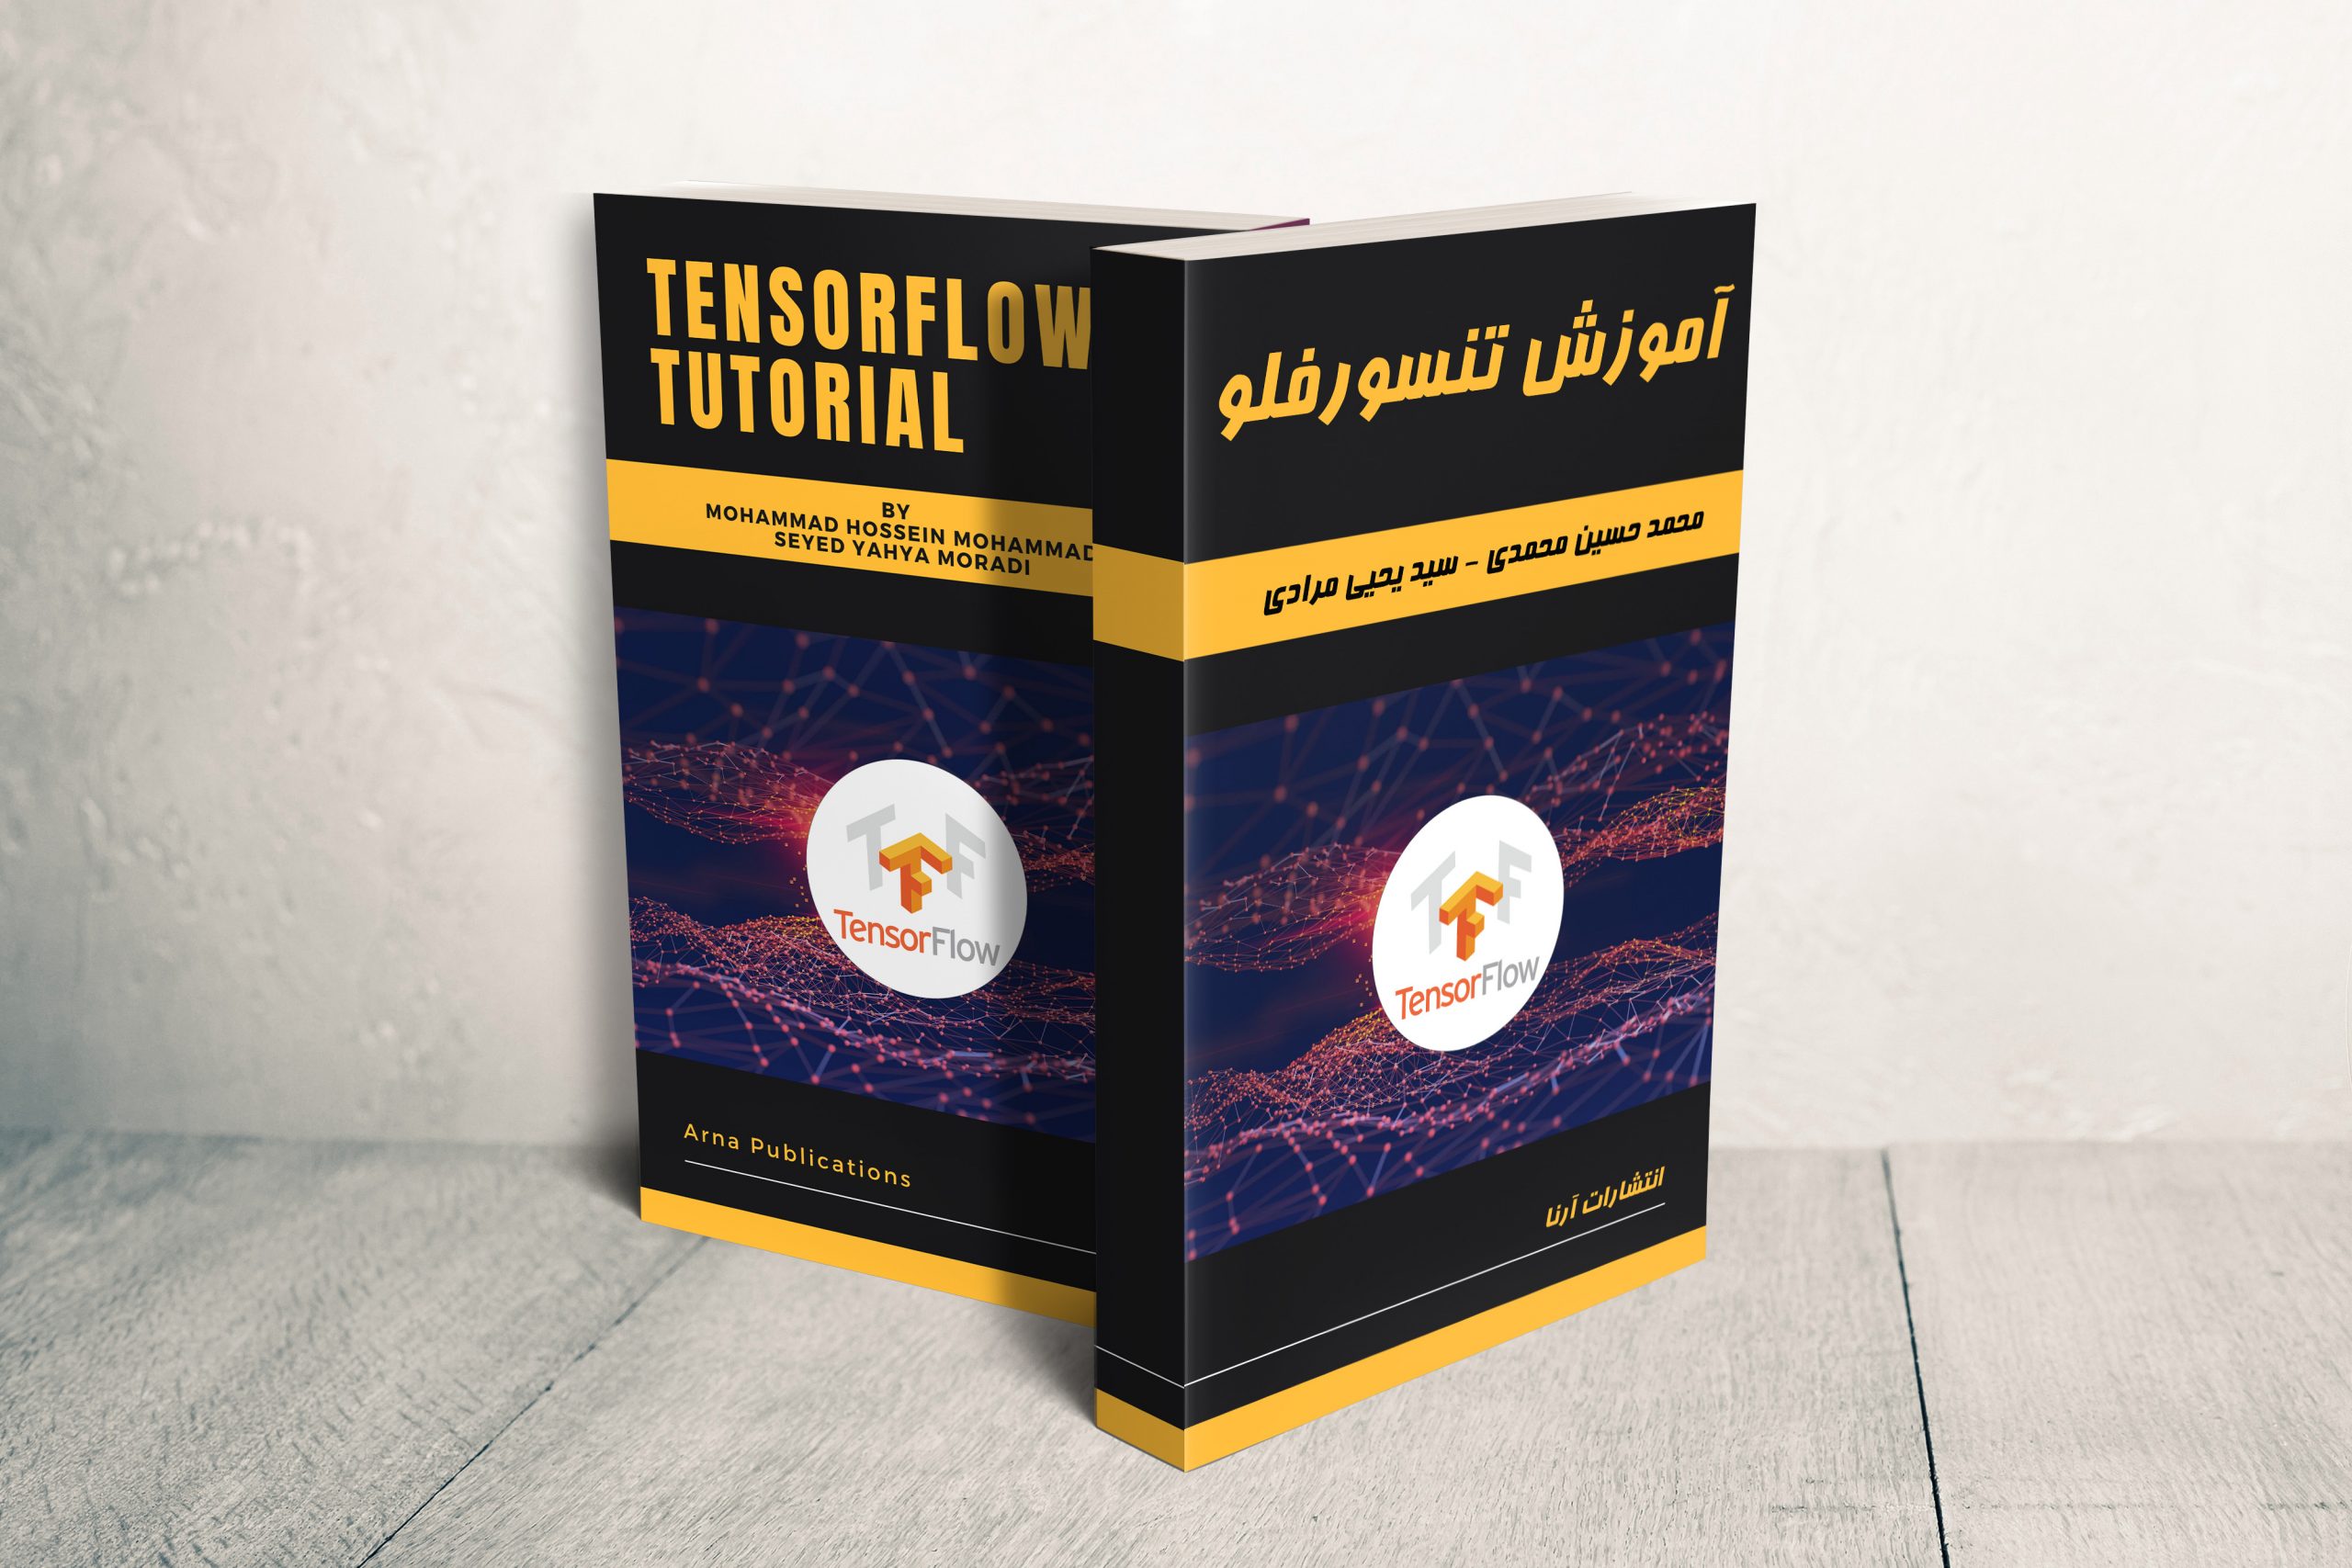 TENSORFLOW
TUTORIAL
BY
MOHAMMAD HOSSEIN MOHAMMAD
SEYED YAHYA MORADI
TensorFlow
Arna Publications
آموزش تنسورفلو
محمد حسین محمدی - سید یحیی مرادی
TensorFlow
انتشارات آرنا